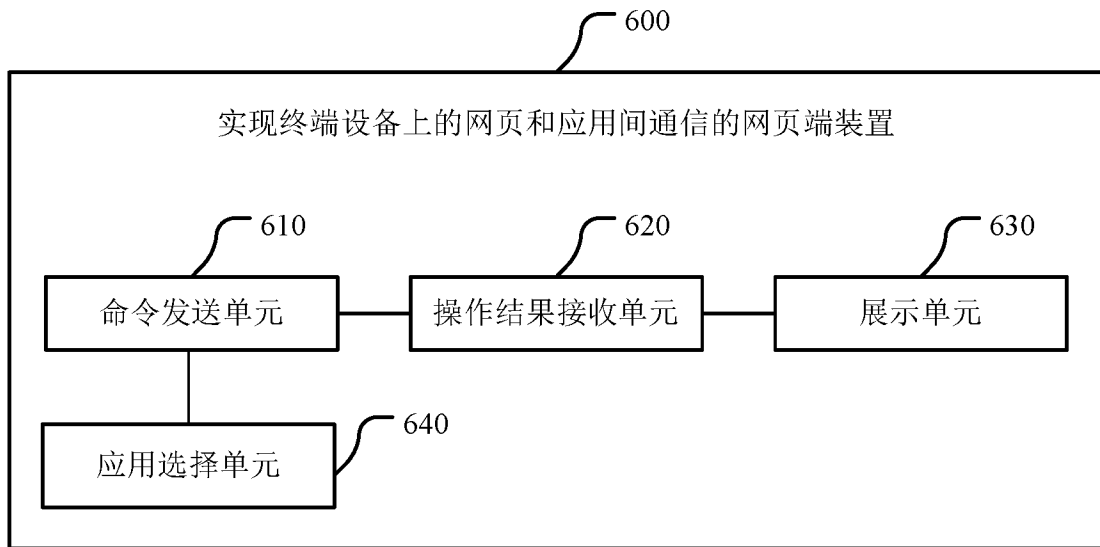 600
实现终端设备上的网页和应用间通信的网页端装置
610
620
630
命令发送单元
操作结果接收单元
展示单元
640
应用选择单元